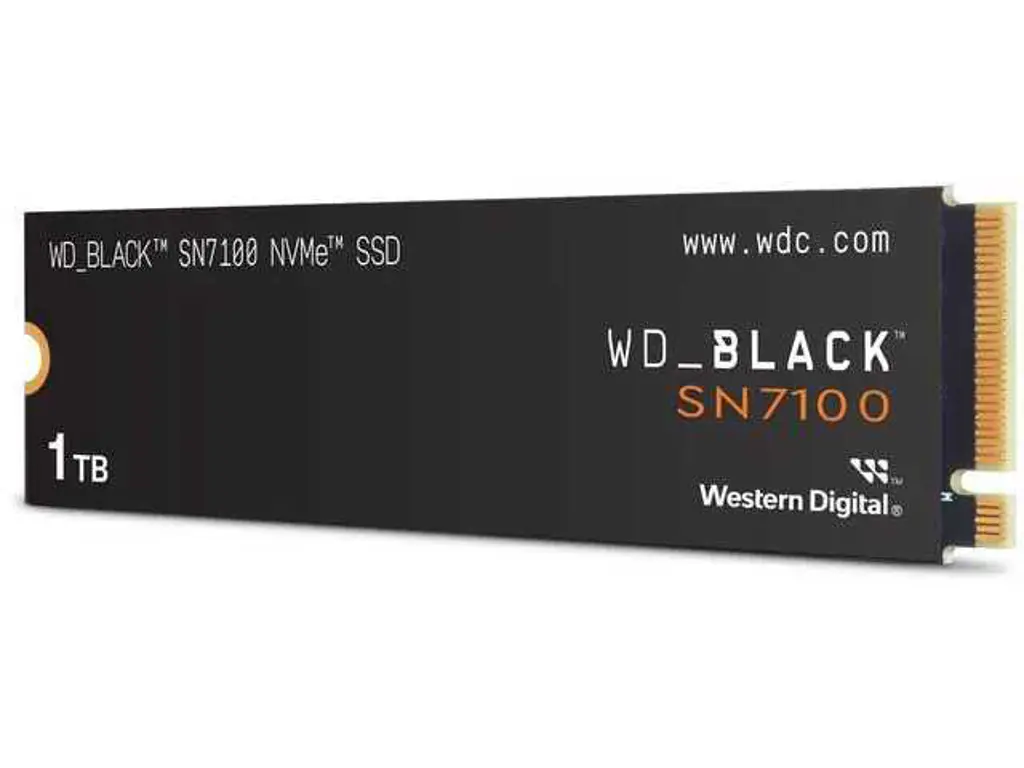 WD_BLACK™ SN7100 NVMe™ SSD
www.wdc.com
WD_BLACK™
SN7100
1TB
Western Digital®